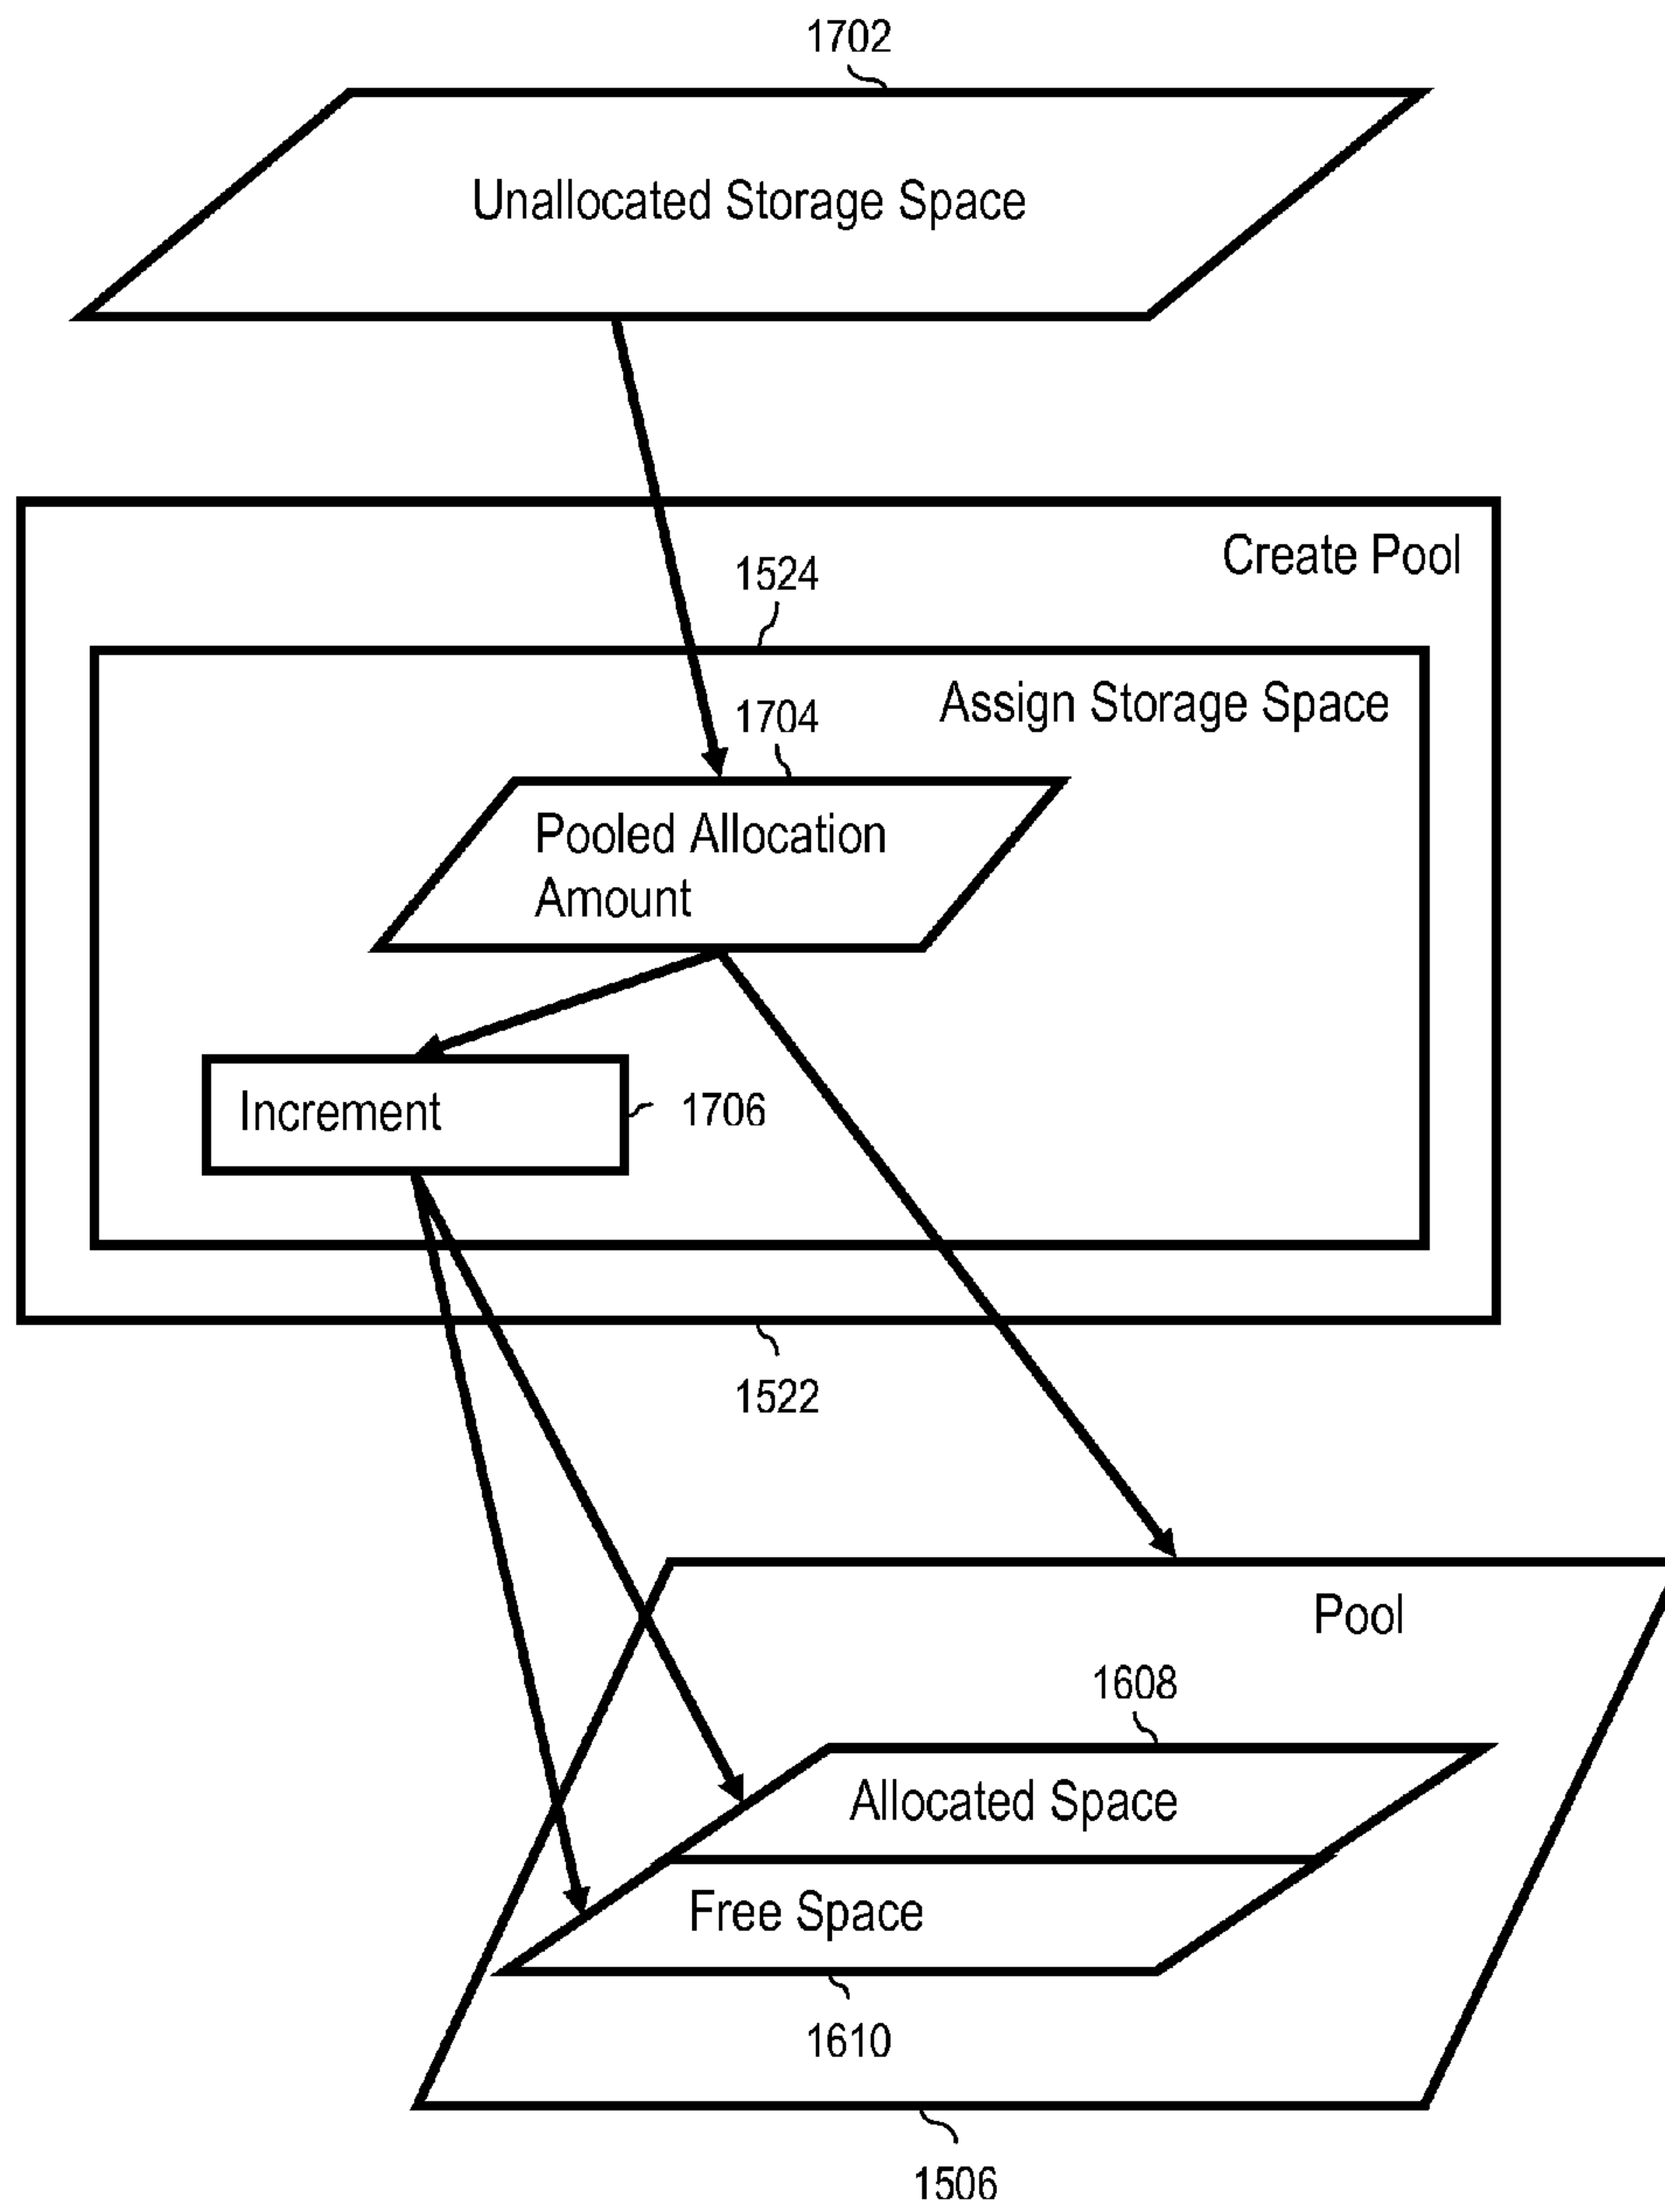 1702
Unallocated Storage Space
Create Pool
1524
Assign Storage Space
1704
Pooled Allocation
Amount
Increment
1706
1522
Pool
1608
Allocated Space
Free Space
1610
1506